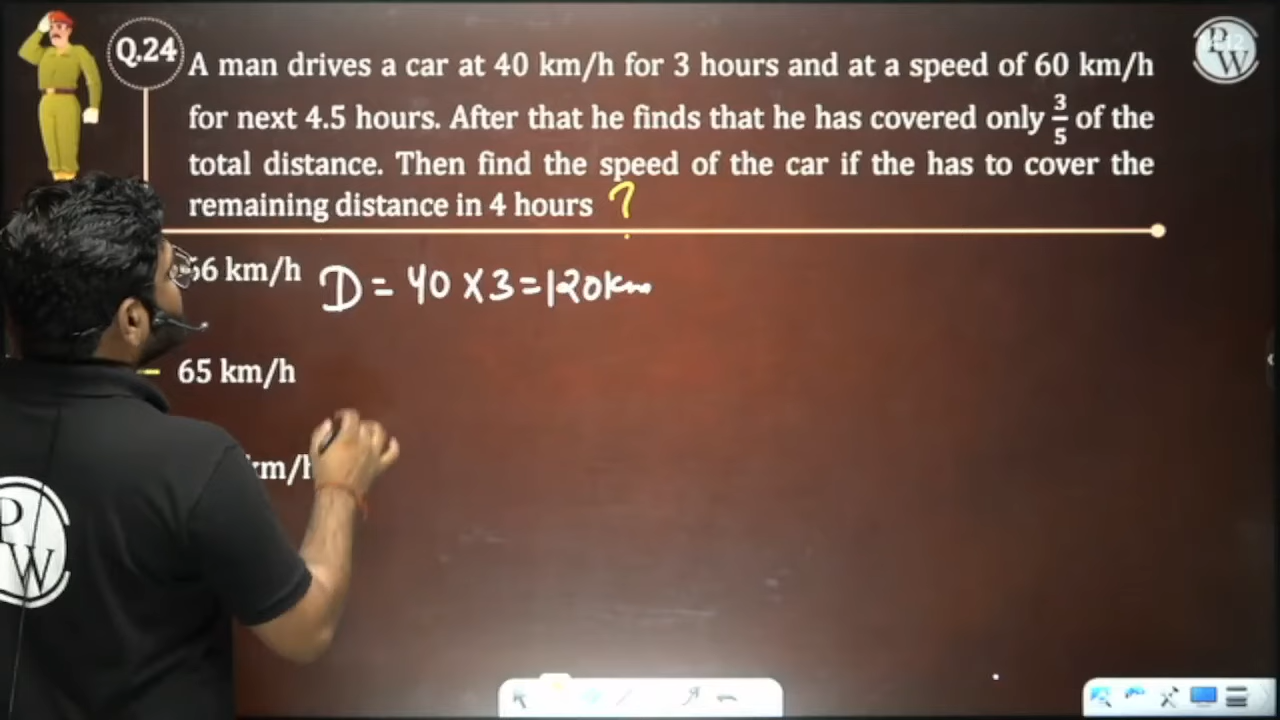 Q.24
A man drives a car at 40 km/h for 3 hours and at a speed of 60 km/h
for next 4.5 hours. After that he finds that he has covered only 3/5 of the
total distance. Then find the speed of the car if the has to cover the
remaining distance in 4 hours ?
66 km/h
D = 40 × 3 = 120km
65 km/h
km/h
P
W
P
W